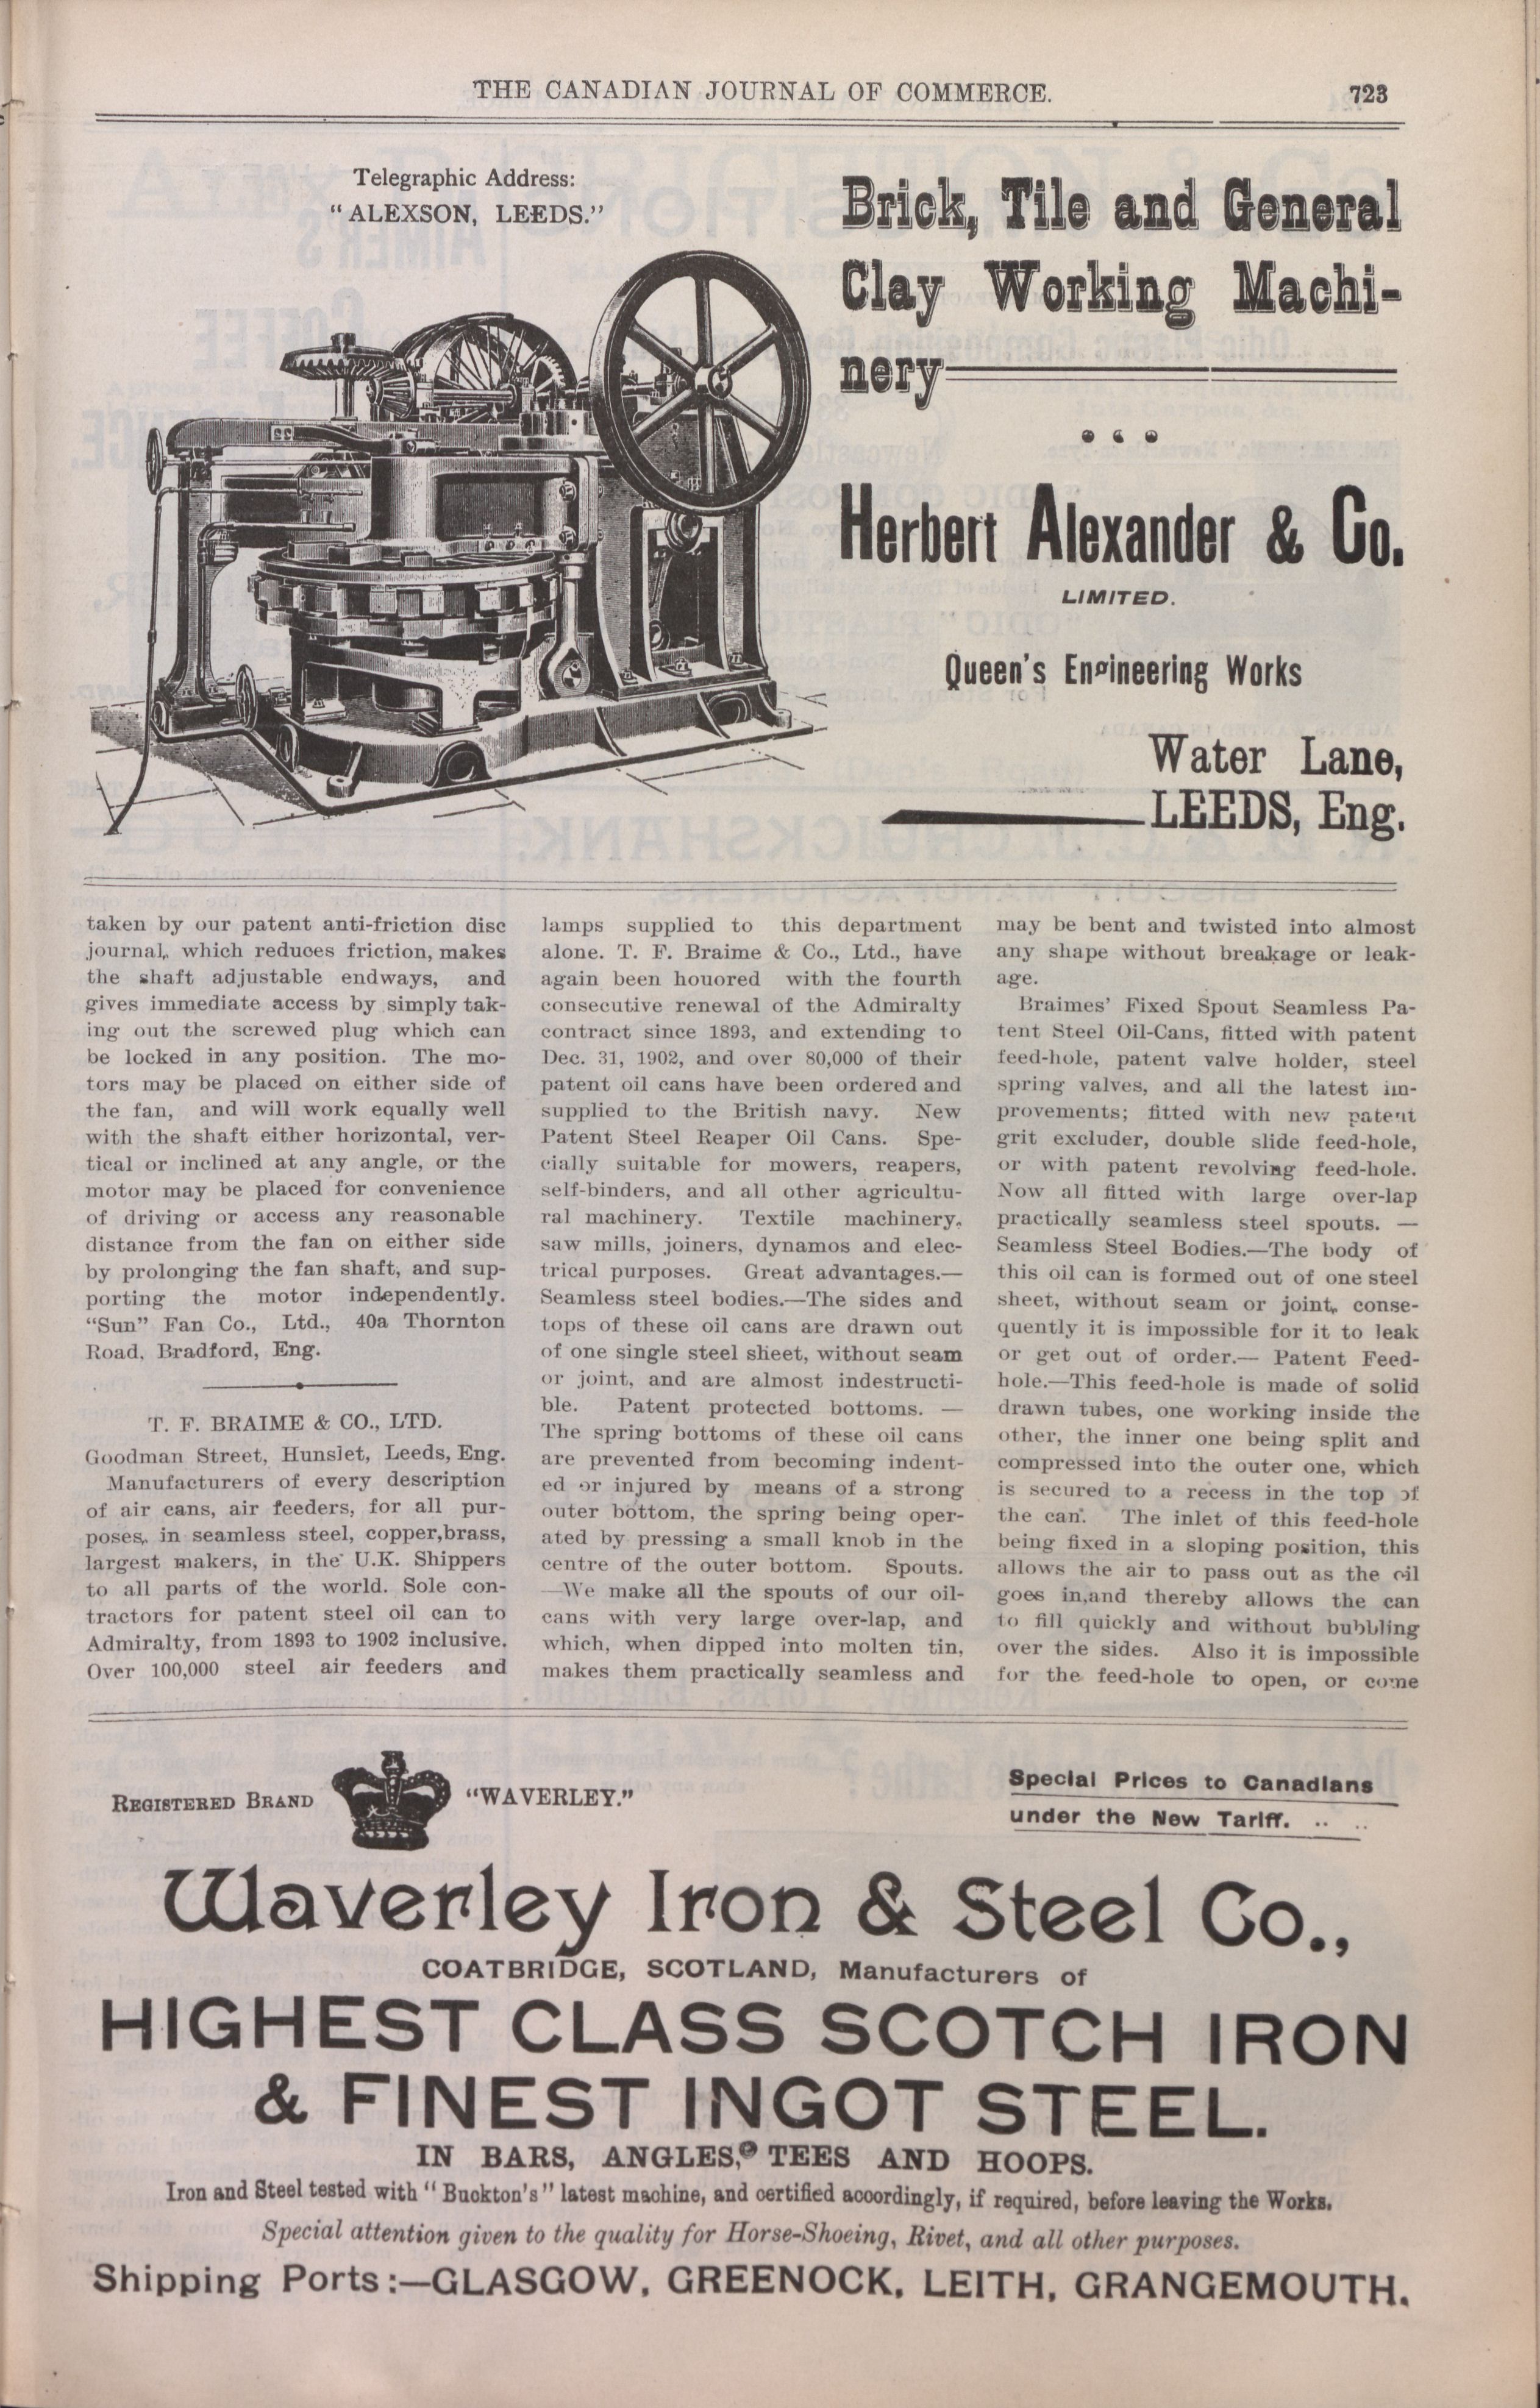 THE CANADIAN JOURNAL OF COMMERCE.
723
Telegraphic Address:
"ALEXSON, LEEDS."
Brick, Tile and General
Clay Working Machi-
nery
Herbert Alexander & Co.
LIMITED.
Queen's Engineering Works
Water Lane,
LEEDS, Eng.
taken by our patent anti-friction disc
journal, which reduces friction, makes
the shaft adjustable endways, and
gives immediate access by simply tak-
ing out the screwed plug which can
be locked in any position. The mo-
tors may be placed on either side of
the fan, and will work equally well
with the shaft either horizontal, ver-
tical or inclined at any angle, or the
motor may be placed for convenience
of driving or access any reasonable
distance from the fan on either side
by prolonging the fan shaft, and sup-
porting the motor independently.
"Sun" Fan Co., Ltd., 40a Thornton
Road, Bradford, Eng.
T. F. BRAIME & CO., LTD.
Goodman Street, Hunslet, Leeds, Eng.
Manufacturers of every description
of air cans, air feeders, for all pur-
poses, in seamless steel, copper,brass,
largest makers, in the U.K. Shippers
to all parts of the world. Sole con-
tractors for patent steel oil can to
Admiralty, from 1893 to 1902 inclusive.
Over 100,000 steel air feeders and
lamps supplied to this department
alone. T. F. Braime & Co., Ltd., have
again been honored with the fourth
consecutive renewal of the Admiralty
contract since 1893, and extending to
Dec. 31, 1902, and over 80,000 of their
patent oil cans have been ordered and
supplied to the British navy. New
Patent Steel Reaper Oil Cans. Spe-
cially suitable for mowers, reapers,
self-binders, and all other agricultu-
ral machinery. Textile machinery,
saw mills, joiners, dynamos and elec-
trical purposes. Great advantages.—
Seamless steel bodies.—The sides and
tops of these oil cans are drawn out
of one single steel sheet, without seam
or joint, and are almost indestructi-
ble. Patent protected bottoms. —
The spring bottoms of these oil cans
are prevented from becoming indent-
ed or injured by means of a strong
outer bottom, the spring being oper-
ated by pressing a small knob in the
centre of the outer bottom. Spouts.
—We make all the spouts of our oil-
cans with very large over-lap, and
which, when dipped into molten tin,
makes them practically seamless and
may be bent and twisted into almost
any shape without breakage or leak-
age.
Braimes' Fixed Spout Seamless Pa-
tent Steel Oil-Cans, fitted with patent
feed-hole, patent valve holder, steel
spring valves, and all the latest im-
provements; fitted with new patent
grit excluder, double slide feed-hole,
or with patent revolving feed-hole.
Now all fitted with large over-lap
practically seamless steel spouts. —
Seamless Steel Bodies.—The body of
this oil can is formed out of one steel
sheet, without seam or joint, conse-
quently it is impossible for it to leak
or get out of order.— Patent Feed-
hole.—This feed-hole is made of solid
drawn tubes, one working inside the
other, the inner one being split and
compressed into the outer one, which
is secured to a recess in the top of
the can. The inlet of this feed-hole
being fixed in a sloping position, this
allows the air to pass out as the oil
goes in,and thereby allows the can
to fill quickly and without bubbling
over the sides. Also it is impossible
for the feed-hole to open, or come
REGISTERED BRAND "WAVERLEY."
Special Prices to Canadians
under the New Tariff. .. ..
Waverley Iron & Steel Co.,
COATBRIDGE, SCOTLAND, Manufacturers of
HIGHEST CLASS SCOTCH IRON
& FINEST INGOT STEEL.
IN BARS, ANGLES, TEES AND HOOPS.
Iron and Steel tested with "Buckton's" latest machine, and certified accordingly, if required, before leaving the Works.
Special attention given to the quality for Horse-Shoeing, Rivet, and all other purposes.
Shipping Ports:—GLASGOW, GREENOCK, LEITH, GRANGEMOUTH.